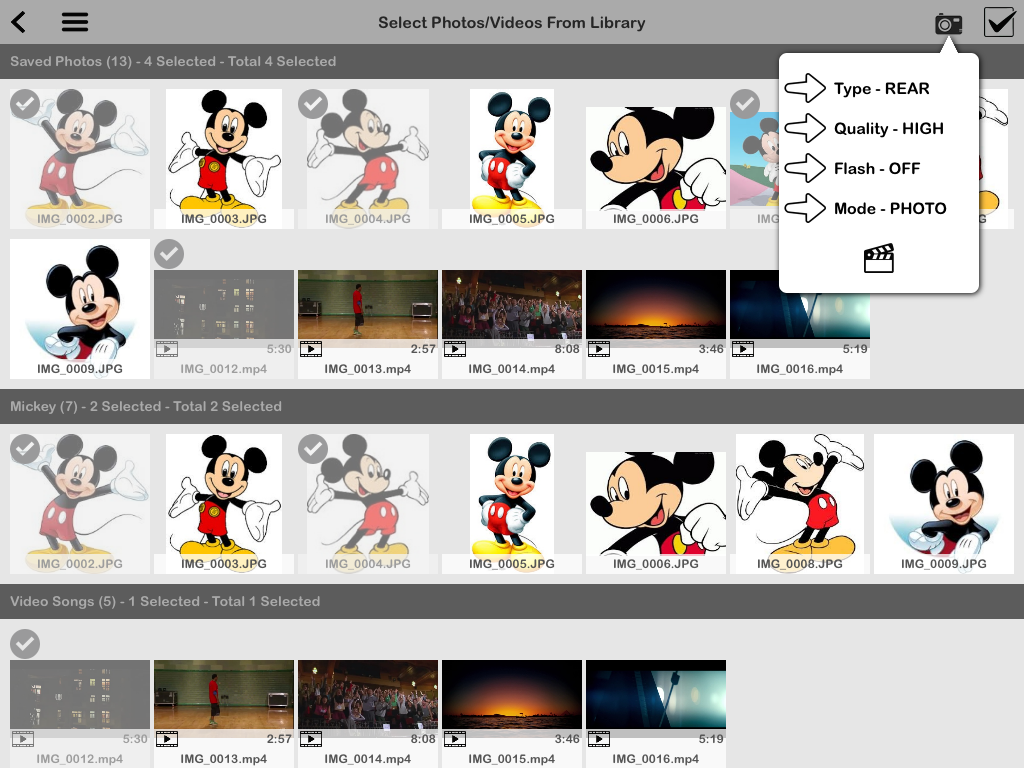 Select Photos/Videos From Library
Saved Photos (13) - 4 Selected - Total 4 Selected
Type - REAR
Quality - HIGH
Flash - OFF
Mode - PHOTO
IMG_0002.JPG
IMG_0003.JPG
IMG_0004.JPG
IMG_0005.JPG
IMG_0006.JPG
5:30
2:57
8:08
3:46
5:19
IMG_0009.JPG
IMG_0012.mp4
IMG_0013.mp4
IMG_0014.mp4
IMG_0015.mp4
IMG_0016.mp4
Mickey (7) - 2 Selected - Total 2 Selected
IMG_0002.JPG
IMG_0003.JPG
IMG_0004.JPG
IMG_0005.JPG
IMG_0006.JPG
IMG_0008.JPG
IMG_0009.JPG
Video Songs (5) - 1 Selected - Total 1 Selected
5:30
2:57
8:08
3:46
5:19
IMG_0012.mp4
IMG_0013.mp4
IMG_0014.mp4
IMG_0015.mp4
IMG_0016.mp4